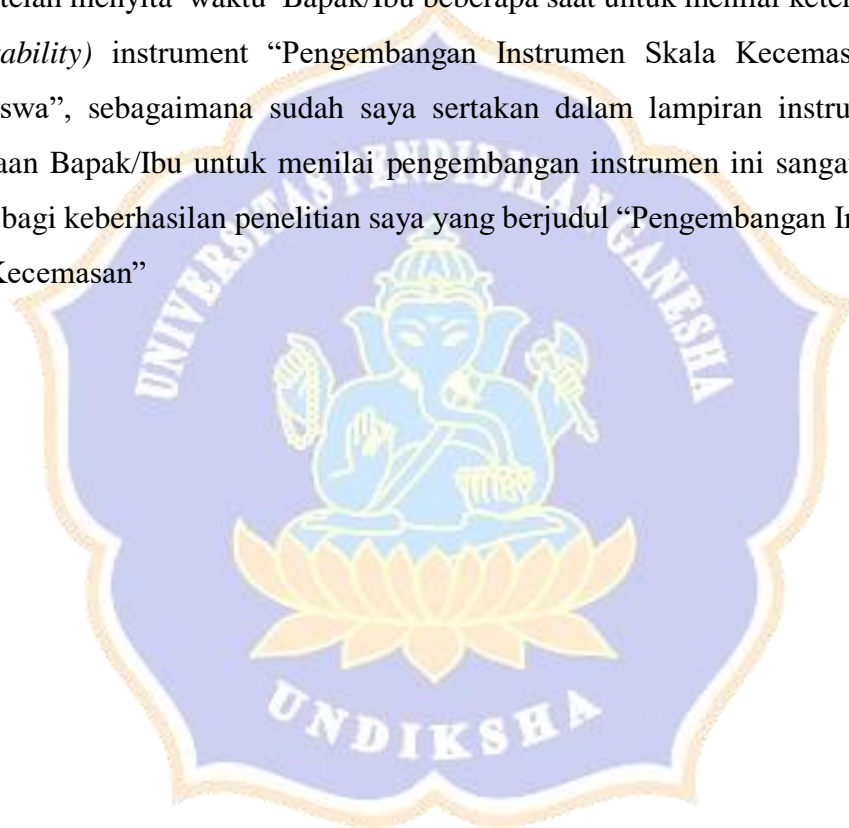 telah menyita waktu Bapak/Ibu beberapa saat untuk menilai
ability) instrument “Pengembangan Instrumen Skala Kecemas
swa”, sebagaimana sudah saya sertakan dalam lampiran instru
aan Bapak/Ibu untuk menilai pengembangan instrumen ini sanga
bagi keberhasilan penelitian saya yang berjudul “Pengembangan In
Kecemasan”
UNIVERSITAS PENDIDIKAN GANESHA
UNDIKSHA